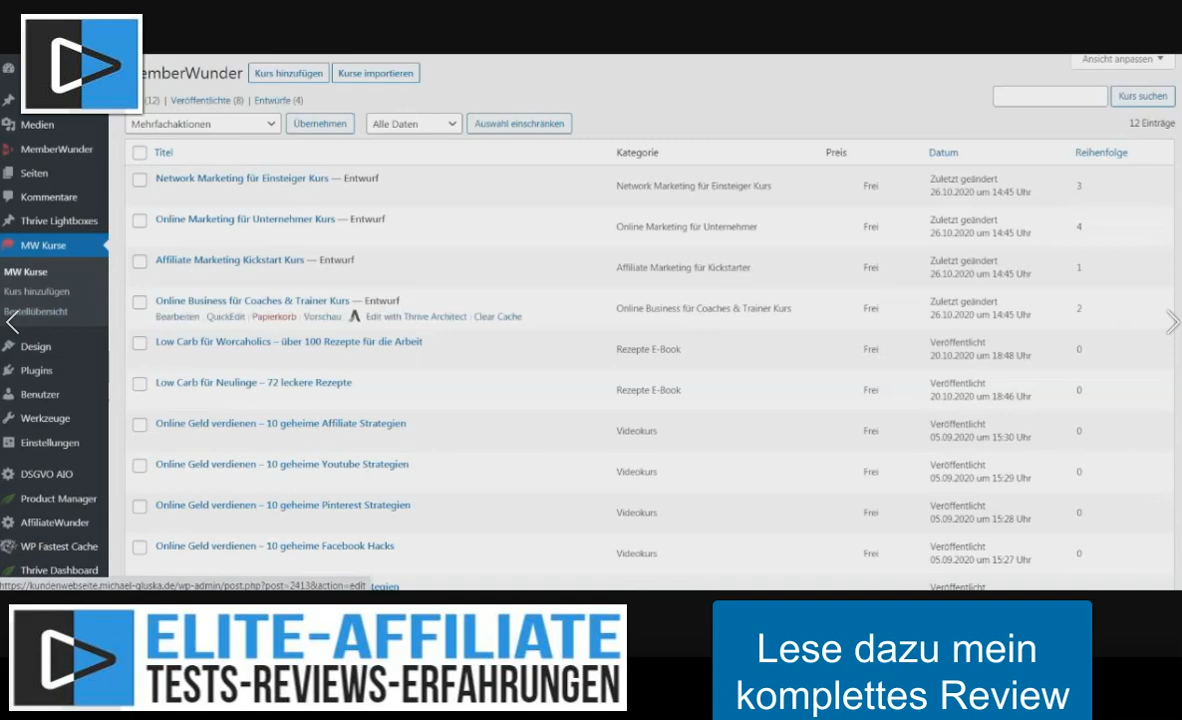 emberWunder Kurs hinzufügen Kurse importieren
Ansicht anpassen
(12) | Veröffentlichte (8) | Entwürfe (4)
Kurs suchen
Mehrfachaktionen Übernehmen Alle Daten Auswahl einschränken
12 Einträge
Medien
MemberWunder
Seiten
Kommentare
Thrive Lightboxes
MW Kurse
MW Kurse
Kurs hinzufügen
Bestellübersicht
Design
Plugins
Benutzer
Werkzeuge
Einstellungen
DSGVO AIO
Product Manager
AffiliateWunder
WP Fastest Cache
Thrive Dashboard
Titel Kategorie Preis Datum Reihenfolge
Network Marketing für Einsteiger Kurs — Entwurf Network Marketing für Einsteiger Kurs Frei Zuletzt geändert 3
26.10.2020 um 14:45 Uhr
Online Marketing für Unternehmer Kurs — Entwurf Online Marketing für Unternehmer Frei Zuletzt geändert 4
26.10.2020 um 14:45 Uhr
Affiliate Marketing Kickstart Kurs — Entwurf Affiliate Marketing für Kickstarter Frei Zuletzt geändert 1
26.10.2020 um 14:45 Uhr
Online Business für Coaches & Trainer Kurs — Entwurf Online Business für Coaches & Trainer Kurs Frei Zuletzt geändert 2
26.10.2020 um 14:45 Uhr
Bearbeiten | QuickEdit | Papierkorb | Vorschau | Edit with Thrive Architect | Clear Cache
Low Carb für Worcaholics – über 100 Rezepte für die Arbeit Rezepte E-Book Frei Veröffentlicht 0
20.10.2020 um 18:48 Uhr
Low Carb für Neulinge – 72 leckere Rezepte Rezepte E-Book Frei Veröffentlicht 0
20.10.2020 um 18:46 Uhr
Online Geld verdienen – 10 geheime Affiliate Strategien Videokurs Frei Veröffentlicht 0
05.09.2020 um 15:30 Uhr
Online Geld verdienen – 10 geheime Youtube Strategien Videokurs Frei Veröffentlicht 0
05.09.2020 um 15:29 Uhr
Online Geld verdienen – 10 geheime Pinterest Strategien Videokurs Frei Veröffentlicht 0
05.09.2020 um 15:28 Uhr
Online Geld verdienen – 10 geheime Facebook Hacks Videokurs Frei Veröffentlicht 0
05.09.2020 um 15:27 Uhr
https://kundenwebseite.michael-gluska.de/wp-admin/post.php?post=2413&action=edit tegien Veröffentlicht
ELITE-AFFILIATE
TESTS-REVIEWS-ERFAHRUNGEN
Lese dazu mein
komplettes Review